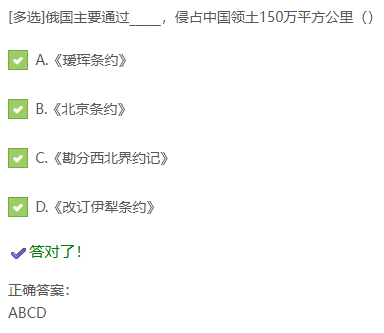 [多选]俄国主要通过____，侵占中国领土150万平方公里（）
A.《瑷珲条约》
B.《北京条约》
C.《勘分西北界约记》
D.《改订伊犁条约》
答对了！
正确答案：
ABCD